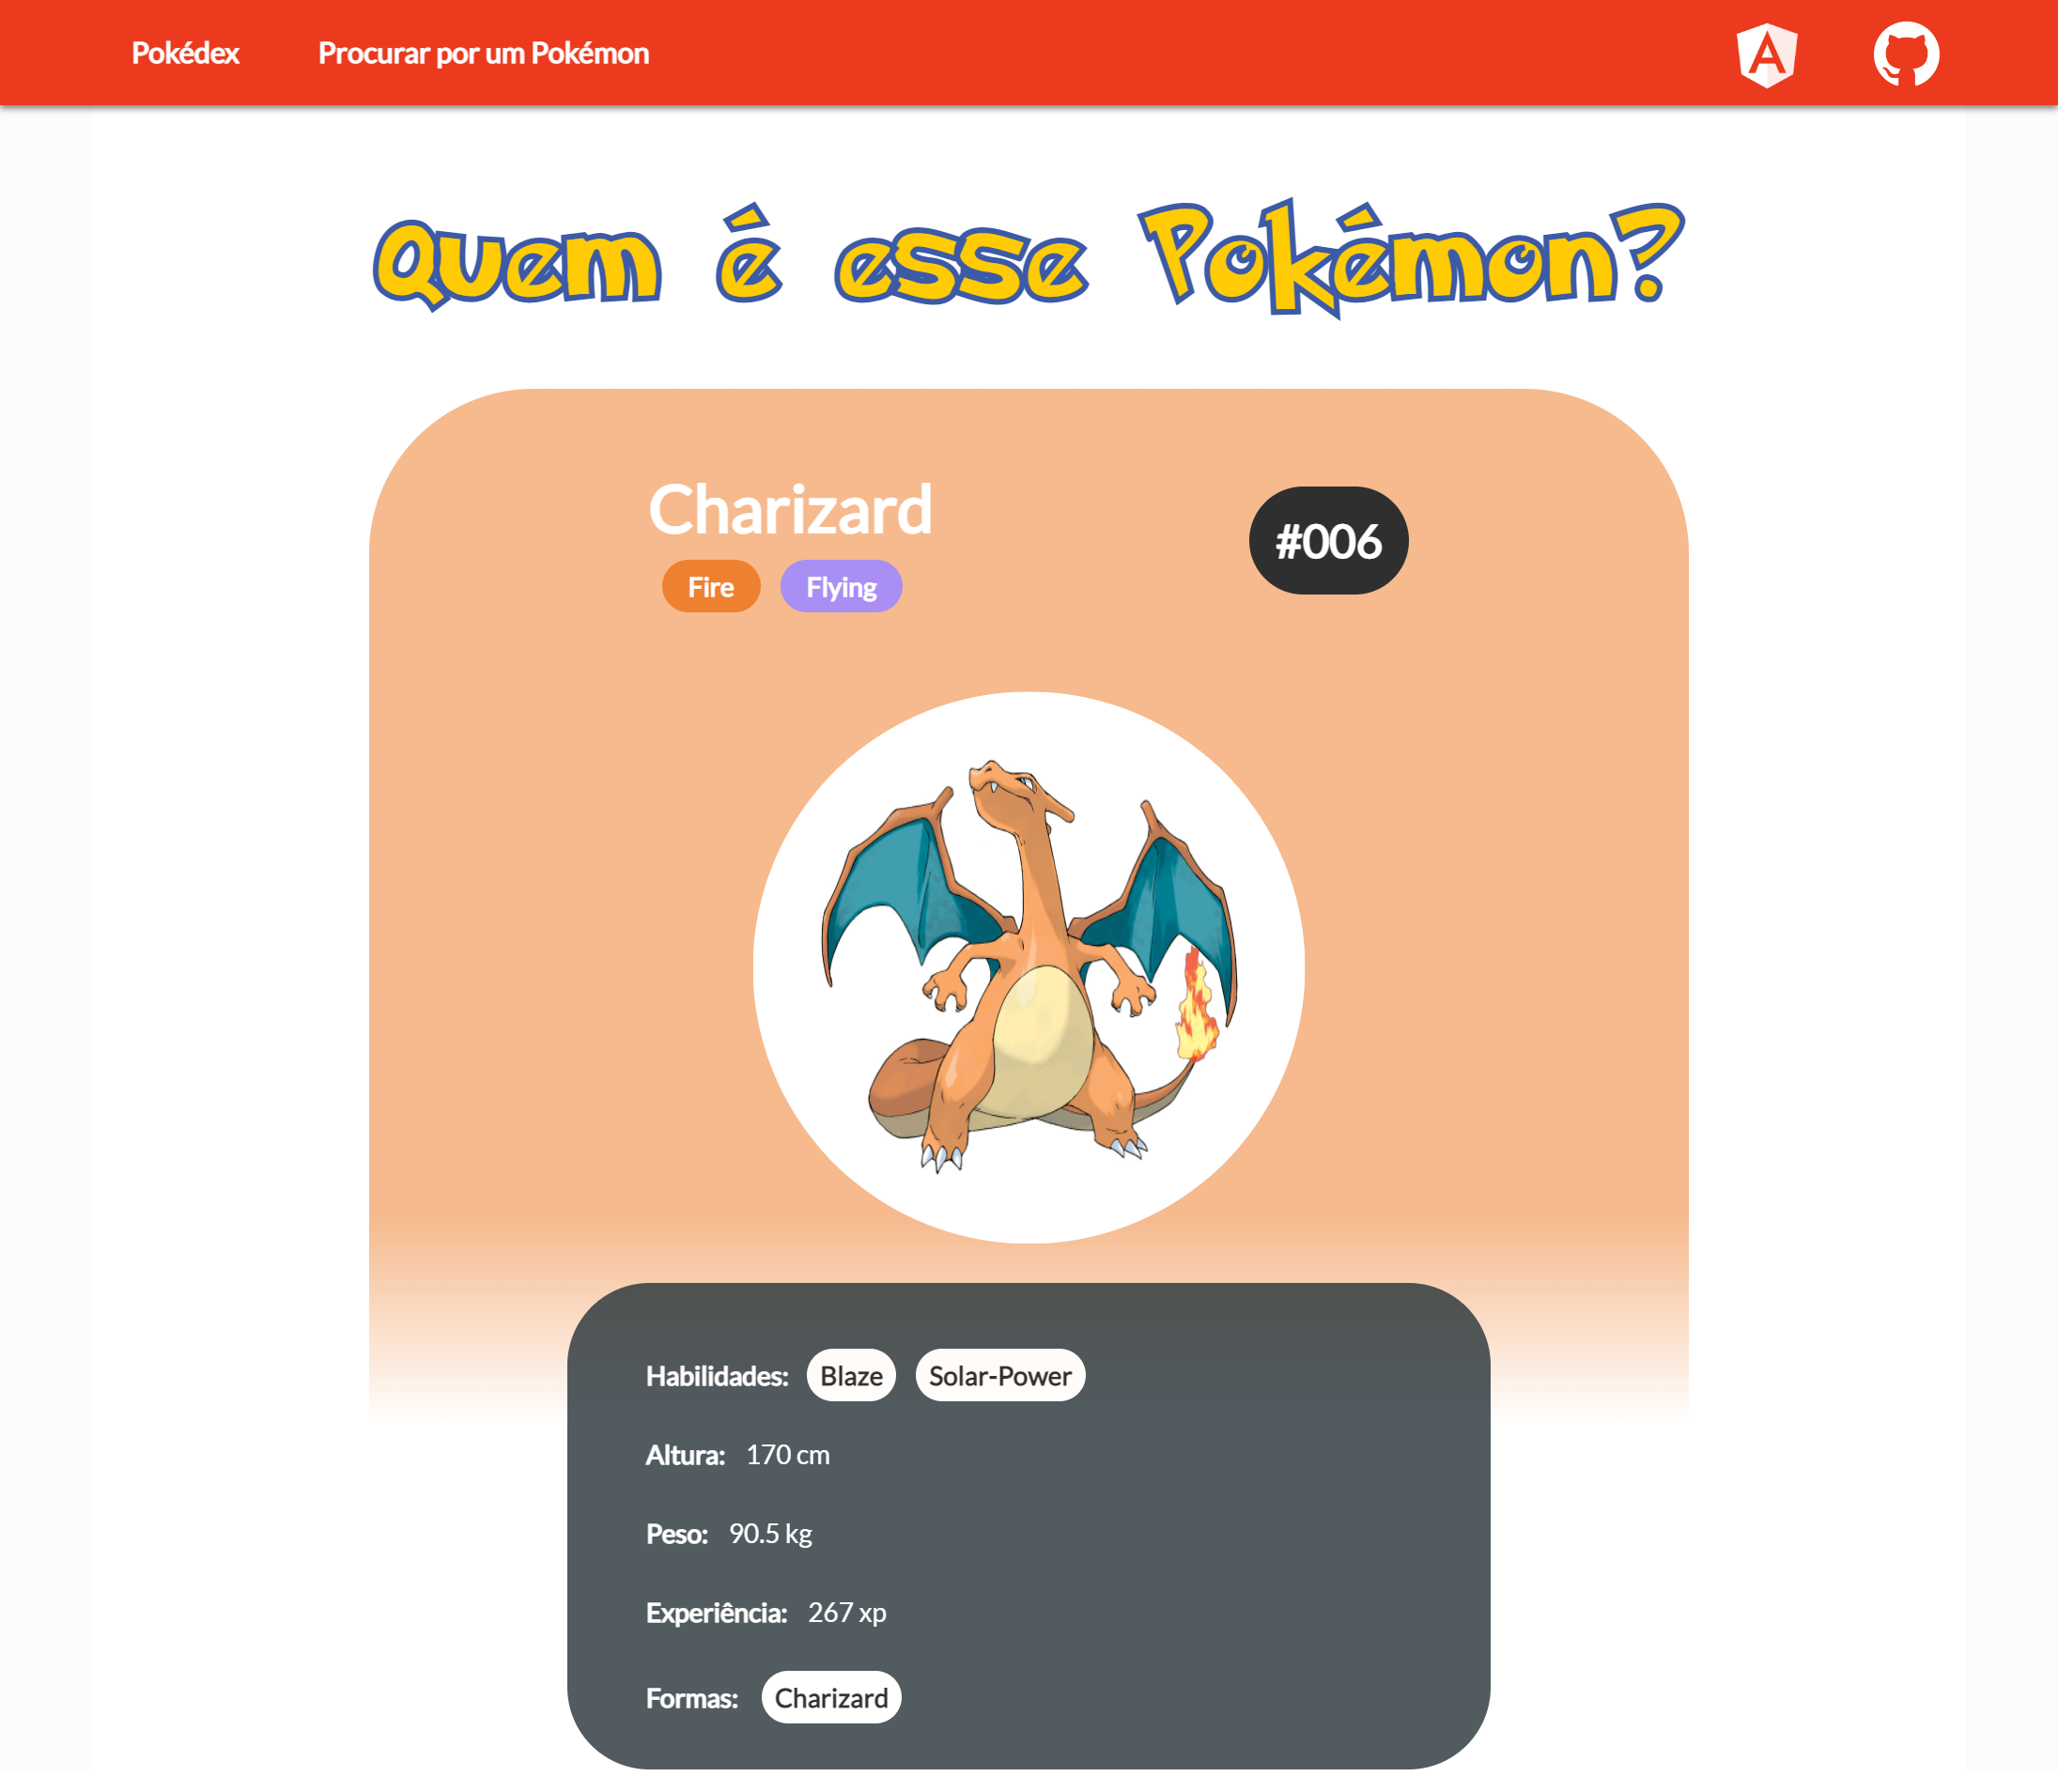 Pokédex Procurar por um Pokémon
Quem é esse Pokémon?
Charizard
#006
Fire Flying
Habilidades: Blaze Solar-Power
Altura: 170 cm
Peso: 90.5 kg
Experiência: 267 xp
Formas: Charizard